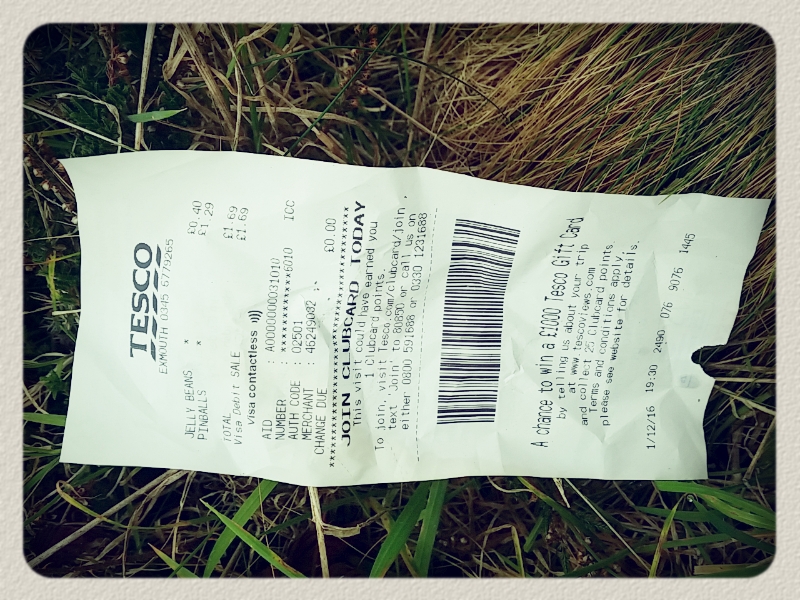 TESCO
EXMOUTH 0345 6779265
JELLY BEANS * £0.40
PINBALLS * £1.29
TOTAL £1.69
Visa Debit SALE £1.69
Visa contactless
AID : A0000000031010
NUMBER : ************6010 ICC
AUTH CODE : 02501
MERCHANT : 46249082
CHANGE DUE £0.00
JOIN CLUBCARD TODAY
This visit could have earned you
1 Clubcard points.
To join, visit Tesco.com/clubcard/join,
text 'Join' to 80850 or call us on
either 0800 591688 or 0330 1231688
A chance to win a £1000 Tesco Gift Card
by telling us about your trip
at www.tescoviews.com
and collect 25 Clubcard points.
Terms and conditions apply,
please see website for details.
1/12/16 19:30 2490 076 9076 1445